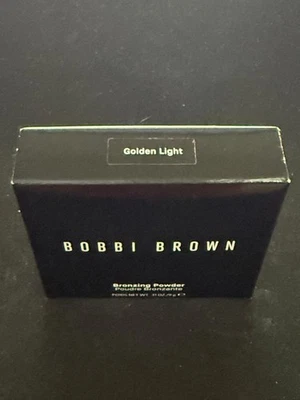 Golden Light
BOBBI BROWN
Bronzing Powder
Poudre Bronzante